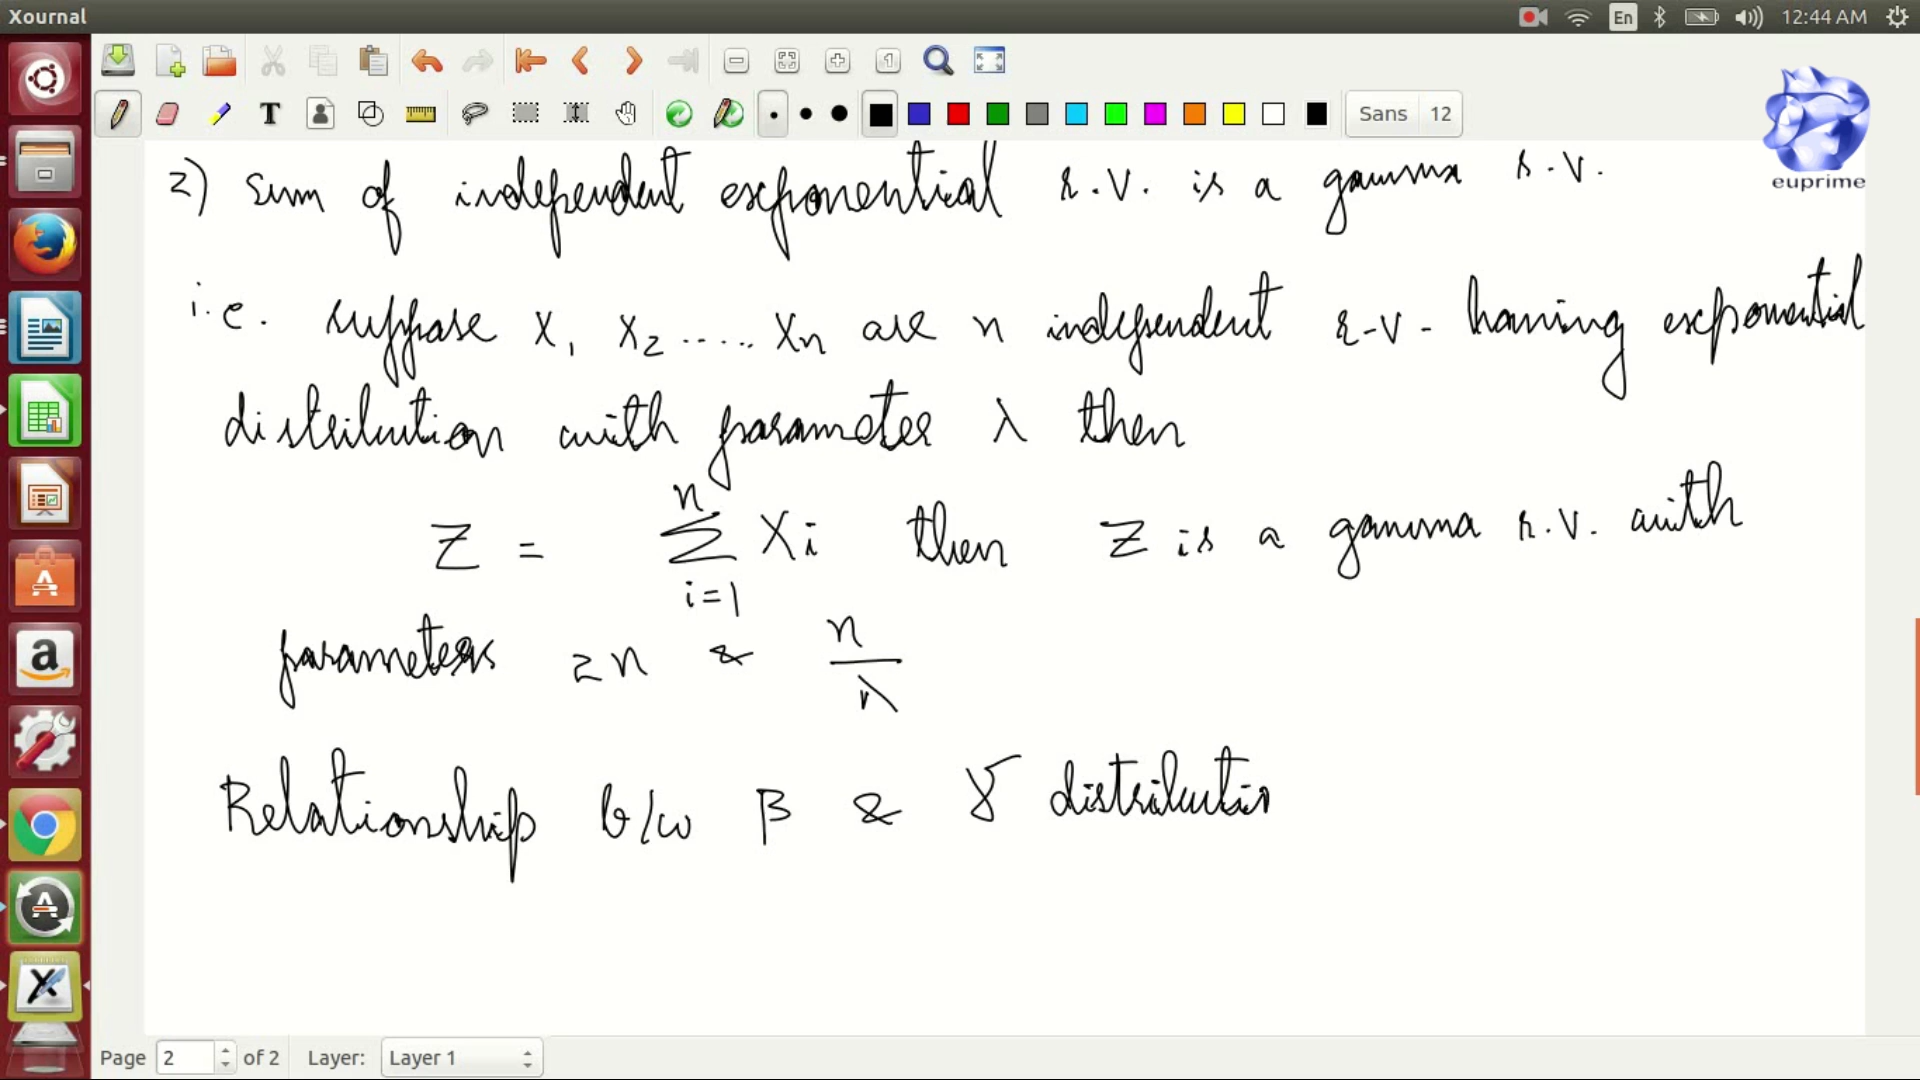 Xournal
En
12:44 AM
T
Sans 12
euprime
2) Sum of independent exponential r.v. is a gamma r.v.
i.e. suppose X1 X2 ..... Xn are n independent r-v- having exponential
distribution with parameter λ then
Z = \sum_{i=1}^{n} Xi then Z is a gamma r.v. with
parameters 2n & n/λ
Relationship b/w β & γ distribution
Page 2 of 2 Layer: Layer 1